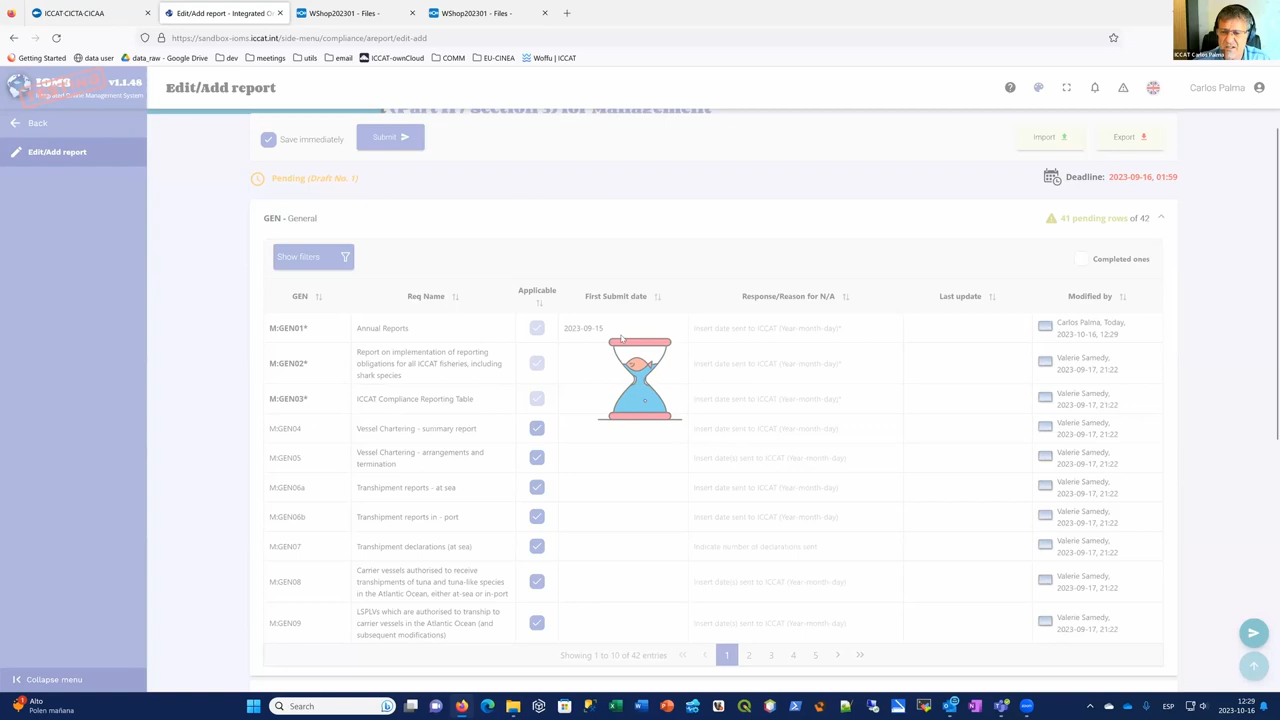 ICCAT·CICTA·CICAA
Edit/Add report - Integrated O
WShop202301 - Files -
WShop202301 - Files -
https://sandbox-ioms.iccat.int/side-menu/compliance/areport/edit-add
Getting Started
data user
data_raw - Google Drive
dev
meetings
utils
email
ICCAT-ownCloud
COMM
EU-CINEA
Woffu | ICCAT
ICCAT Carlos Palma
IOMS v1.1.48
Integrated Online Management System
Edit/Add report
Carlos Palma
Back
Edit/Add report
(Part II, section 3) for Management
Save immediately
Submit
Import
Export
Pending (Draft No. 1)
Deadline: 2023-09-16, 01:59
GEN - General
41 pending rows of 42
Show filters
Completed ones
GEN Req Name Applicable First Submit date Response/Reason for N/A Last update Modified by
M:GEN01* Annual Reports 2023-09-15 Insert date sent to ICCAT (Year-month-day)* Carlos Palma, Today,
2023-10-16, 12:29
M:GEN02* Report on implementation of reporting
obligations for all ICCAT fisheries, including
shark species
Insert date sent to ICCAT (Year-month-day)*
Valerie Samedy,
2023-09-17, 21:22
M:GEN03* ICCAT Compliance Reporting Table Insert date sent to ICCAT (Year-month-day)* Valerie Samedy,
2023-09-17, 21:22
M:GEN04 Vessel Chartering - summary report Insert date sent to ICCAT (Year-month-day) Valerie Samedy,
2023-09-17, 21:22
M:GEN05 Vessel Chartering - arrangements and
termination
Insert date(s) sent to ICCAT (Year-month-day)
Valerie Samedy,
2023-09-17, 21:22
M:GEN06a Transhipment reports - at sea Insert date sent to ICCAT (Year-month-day) Valerie Samedy,
2023-09-17, 21:22
M:GEN06b Transhipment reports in - port Insert date sent to ICCAT (Year-month-day) Valerie Samedy,
2023-09-17, 21:22
M:GEN07 Transhipment declarations (at sea) Indicate number of declarations sent Valerie Samedy,
2023-09-17, 21:22
M:GEN08 Carrier vessels authorised to receive
transhipments of tuna and tuna-like species
in the Atlantic Ocean, either at-sea or in-port
Insert date(s) sent to ICCAT (Year-month-day)
Valerie Samedy,
2023-09-17, 21:22
M:GEN09 LSPLVs which are authorised to tranship to
carrier vessels in the Atlantic Ocean (and
subsequent modifications)
Insert date(s) sent to ICCAT (Year-month-day)
Valerie Samedy,
2023-09-17, 21:22
Showing 1 to 10 of 42 entries
1 2 3 4 5
Collapse menu
1
Alto
Polen mañana
Search
12:29
2023-10-16